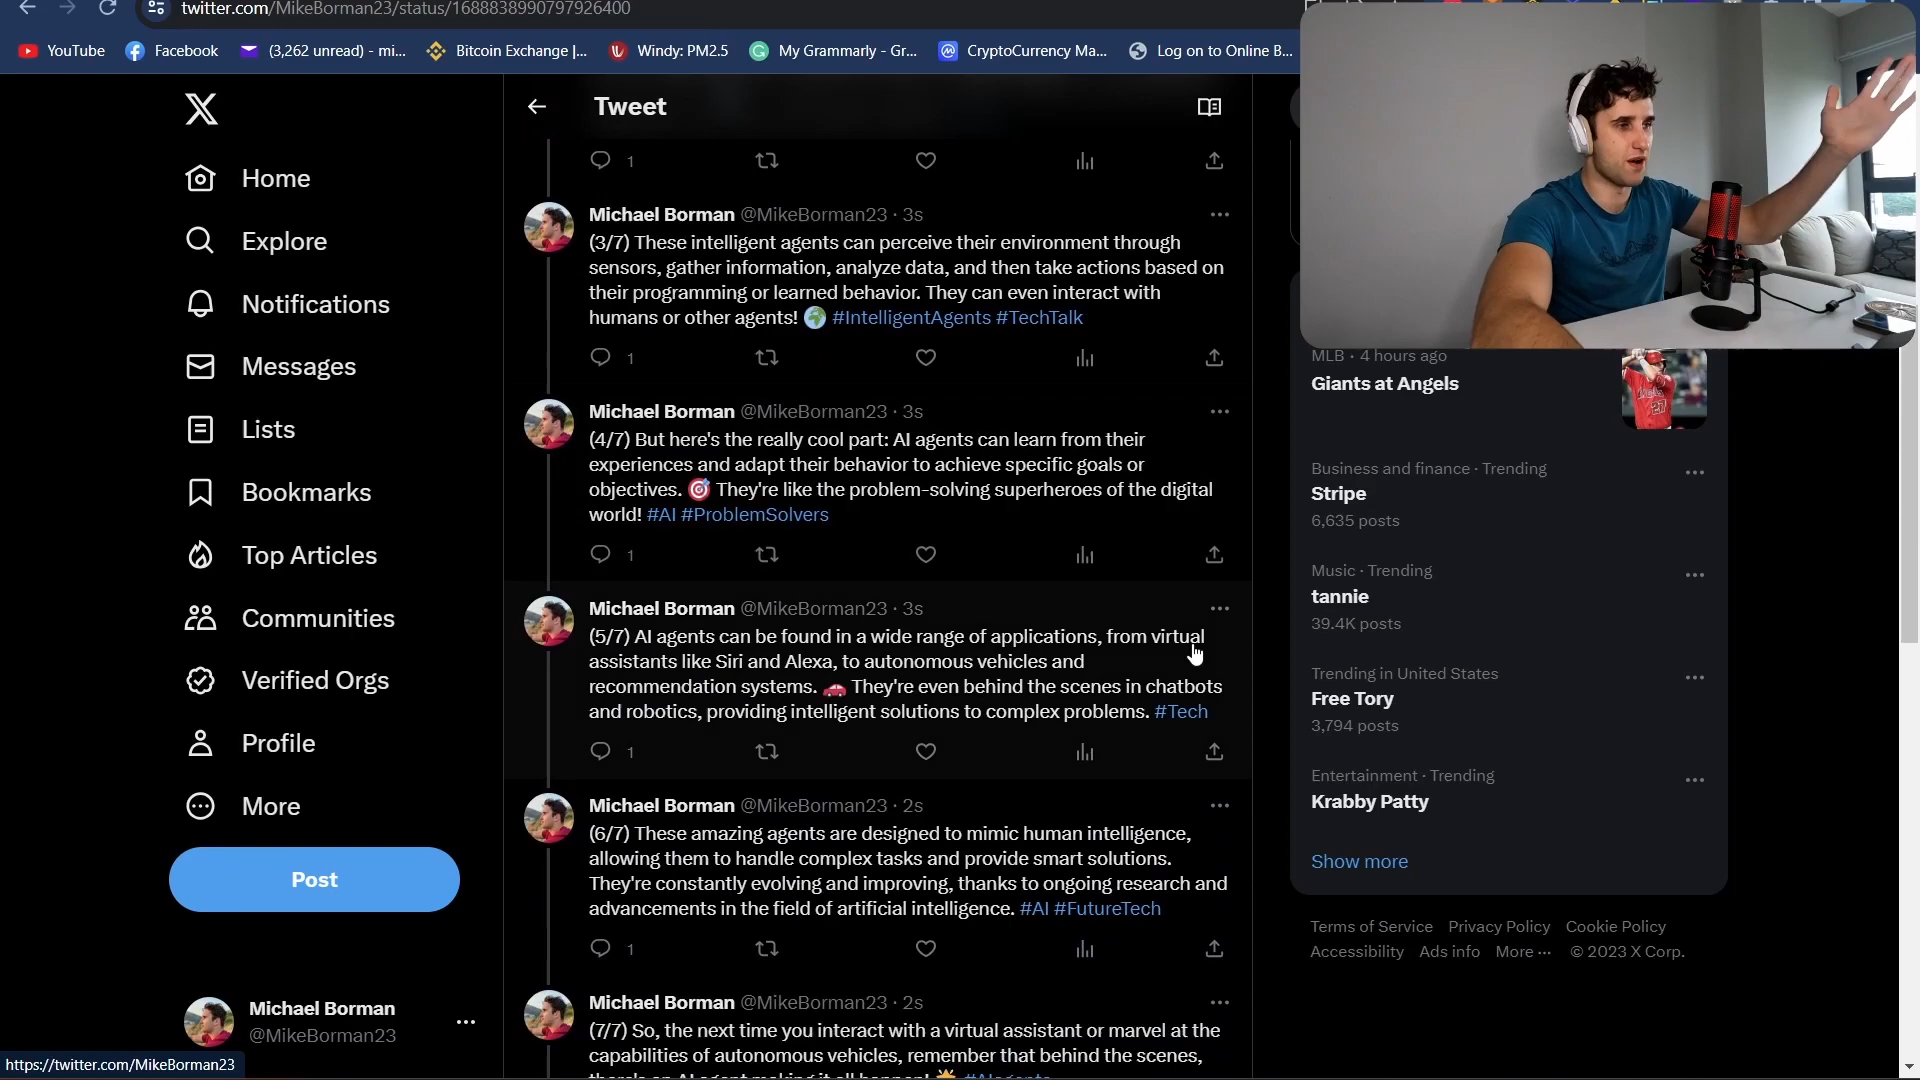 twitter.com/MikeBorman23/status/1688838990797926400
YouTube
Facebook
(3,262 unread) - mi...
Bitcoin Exchange |...
Windy: PM2.5
My Grammarly - Gr...
CryptoCurrency Ma...
Log on to Online B...
X
Home
Explore
Notifications
Messages
Lists
Bookmarks
Top Articles
Communities
Verified Orgs
Profile
More
Post
Michael Borman
@MikeBorman23
https://twitter.com/MikeBorman23
Tweet
1
Michael Borman @MikeBorman23 · 3s
(3/7) These intelligent agents can perceive their environment through
sensors, gather information, analyze data, and then take actions based on
their programming or learned behavior. They can even interact with
humans or other agents! 🌍 #IntelligentAgents #TechTalk
1
Michael Borman @MikeBorman23 · 3s
(4/7) But here's the really cool part: AI agents can learn from their
experiences and adapt their behavior to achieve specific goals or
objectives. 🎯 They're like the problem-solving superheroes of the digital
world! #AI #ProblemSolvers
1
Michael Borman @MikeBorman23 · 3s
(5/7) AI agents can be found in a wide range of applications, from virtual
assistants like Siri and Alexa, to autonomous vehicles and
recommendation systems. 🚗 They're even behind the scenes in chatbots
and robotics, providing intelligent solutions to complex problems. #Tech
1
Michael Borman @MikeBorman23 · 2s
(6/7) These amazing agents are designed to mimic human intelligence,
allowing them to handle complex tasks and provide smart solutions.
They're constantly evolving and improving, thanks to ongoing research and
advancements in the field of artificial intelligence. #AI #FutureTech
1
Michael Borman @MikeBorman23 · 2s
(7/7) So, the next time you interact with a virtual assistant or marvel at the
capabilities of autonomous vehicles, remember that behind the scenes,
there's an AI agent making it all happen! 🌟 #AIagents
MLB · 4 hours ago
Giants at Angels
27
Business and finance · Trending
Stripe
6,635 posts
Music · Trending
tannie
39.4K posts
Trending in United States
Free Tory
3,794 posts
Entertainment · Trending
Krabby Patty
Show more
Terms of Service Privacy Policy Cookie Policy
Accessibility Ads info More ··· © 2023 X Corp.